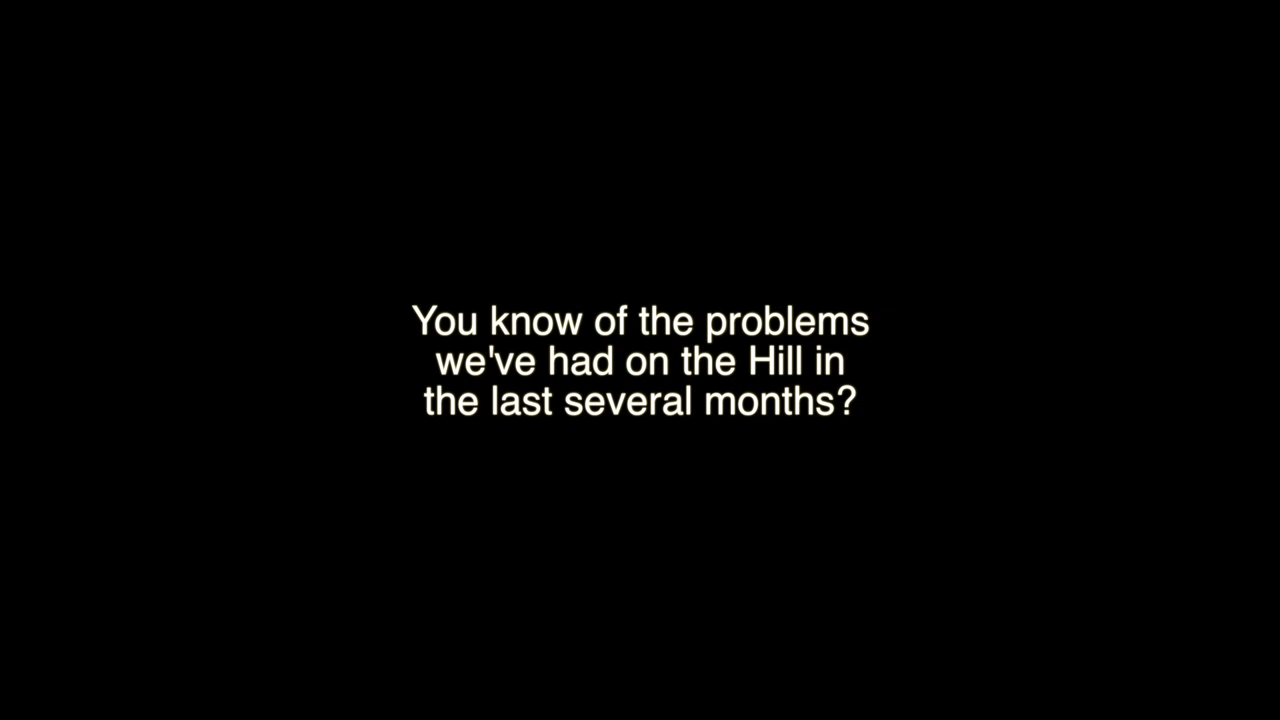 You know of the problems
we've had on the Hill in
the last several months?